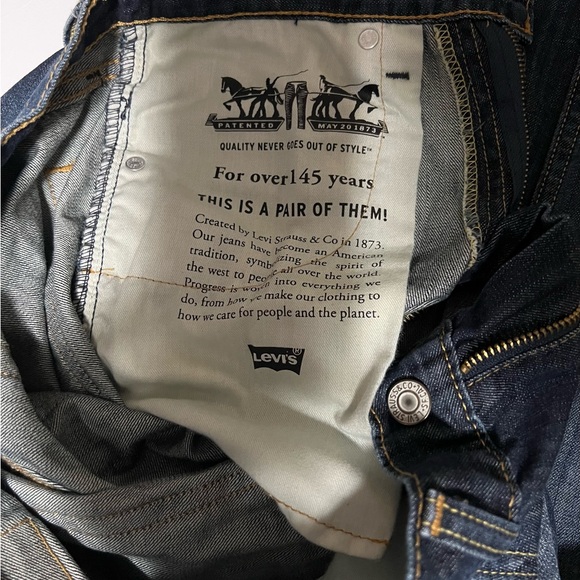 PATENTED MAY 20 1873
QUALITY NEVER GOES OUT OF STYLE™
For over145 years
THIS IS A PAIR OF THEM!
Created by Levi Strauss & Co in 1873.
Our jeans have become an American
tradition, symbolizing the spirit of
the west to people all over the world.
Progress is woven into everything we
do, from how we make our clothing to
how we care for people and the planet.
LEVI'S®
LEVI STRAUSS & CO